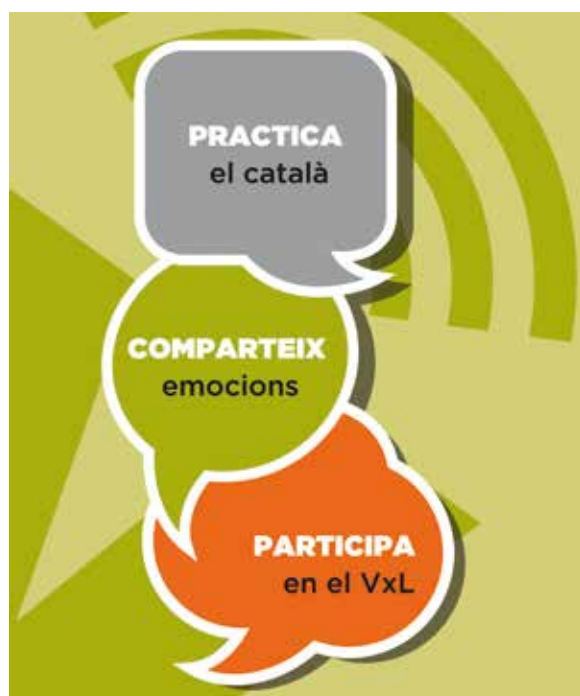 PRACTICA
el català
COMPARTEIX
emocions
PARTICIPA
en el VxL